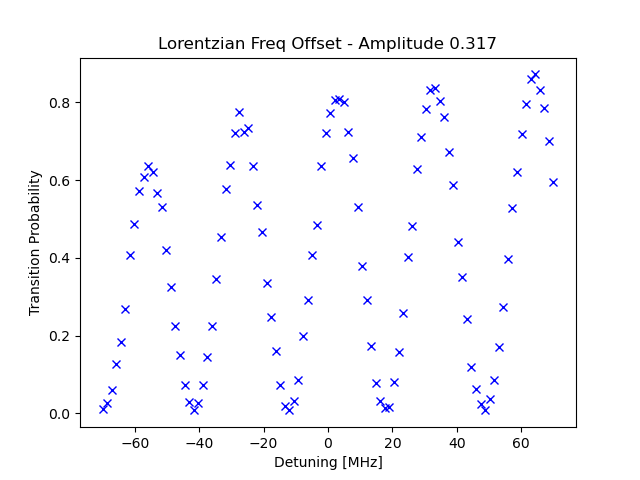 Lorentzian Freq Offset - Amplitude 0.317
Transition Probability
0.8
0.6
0.4
0.2
0.0
−60 −40 −20 0 20 40 60
Detuning [MHz]